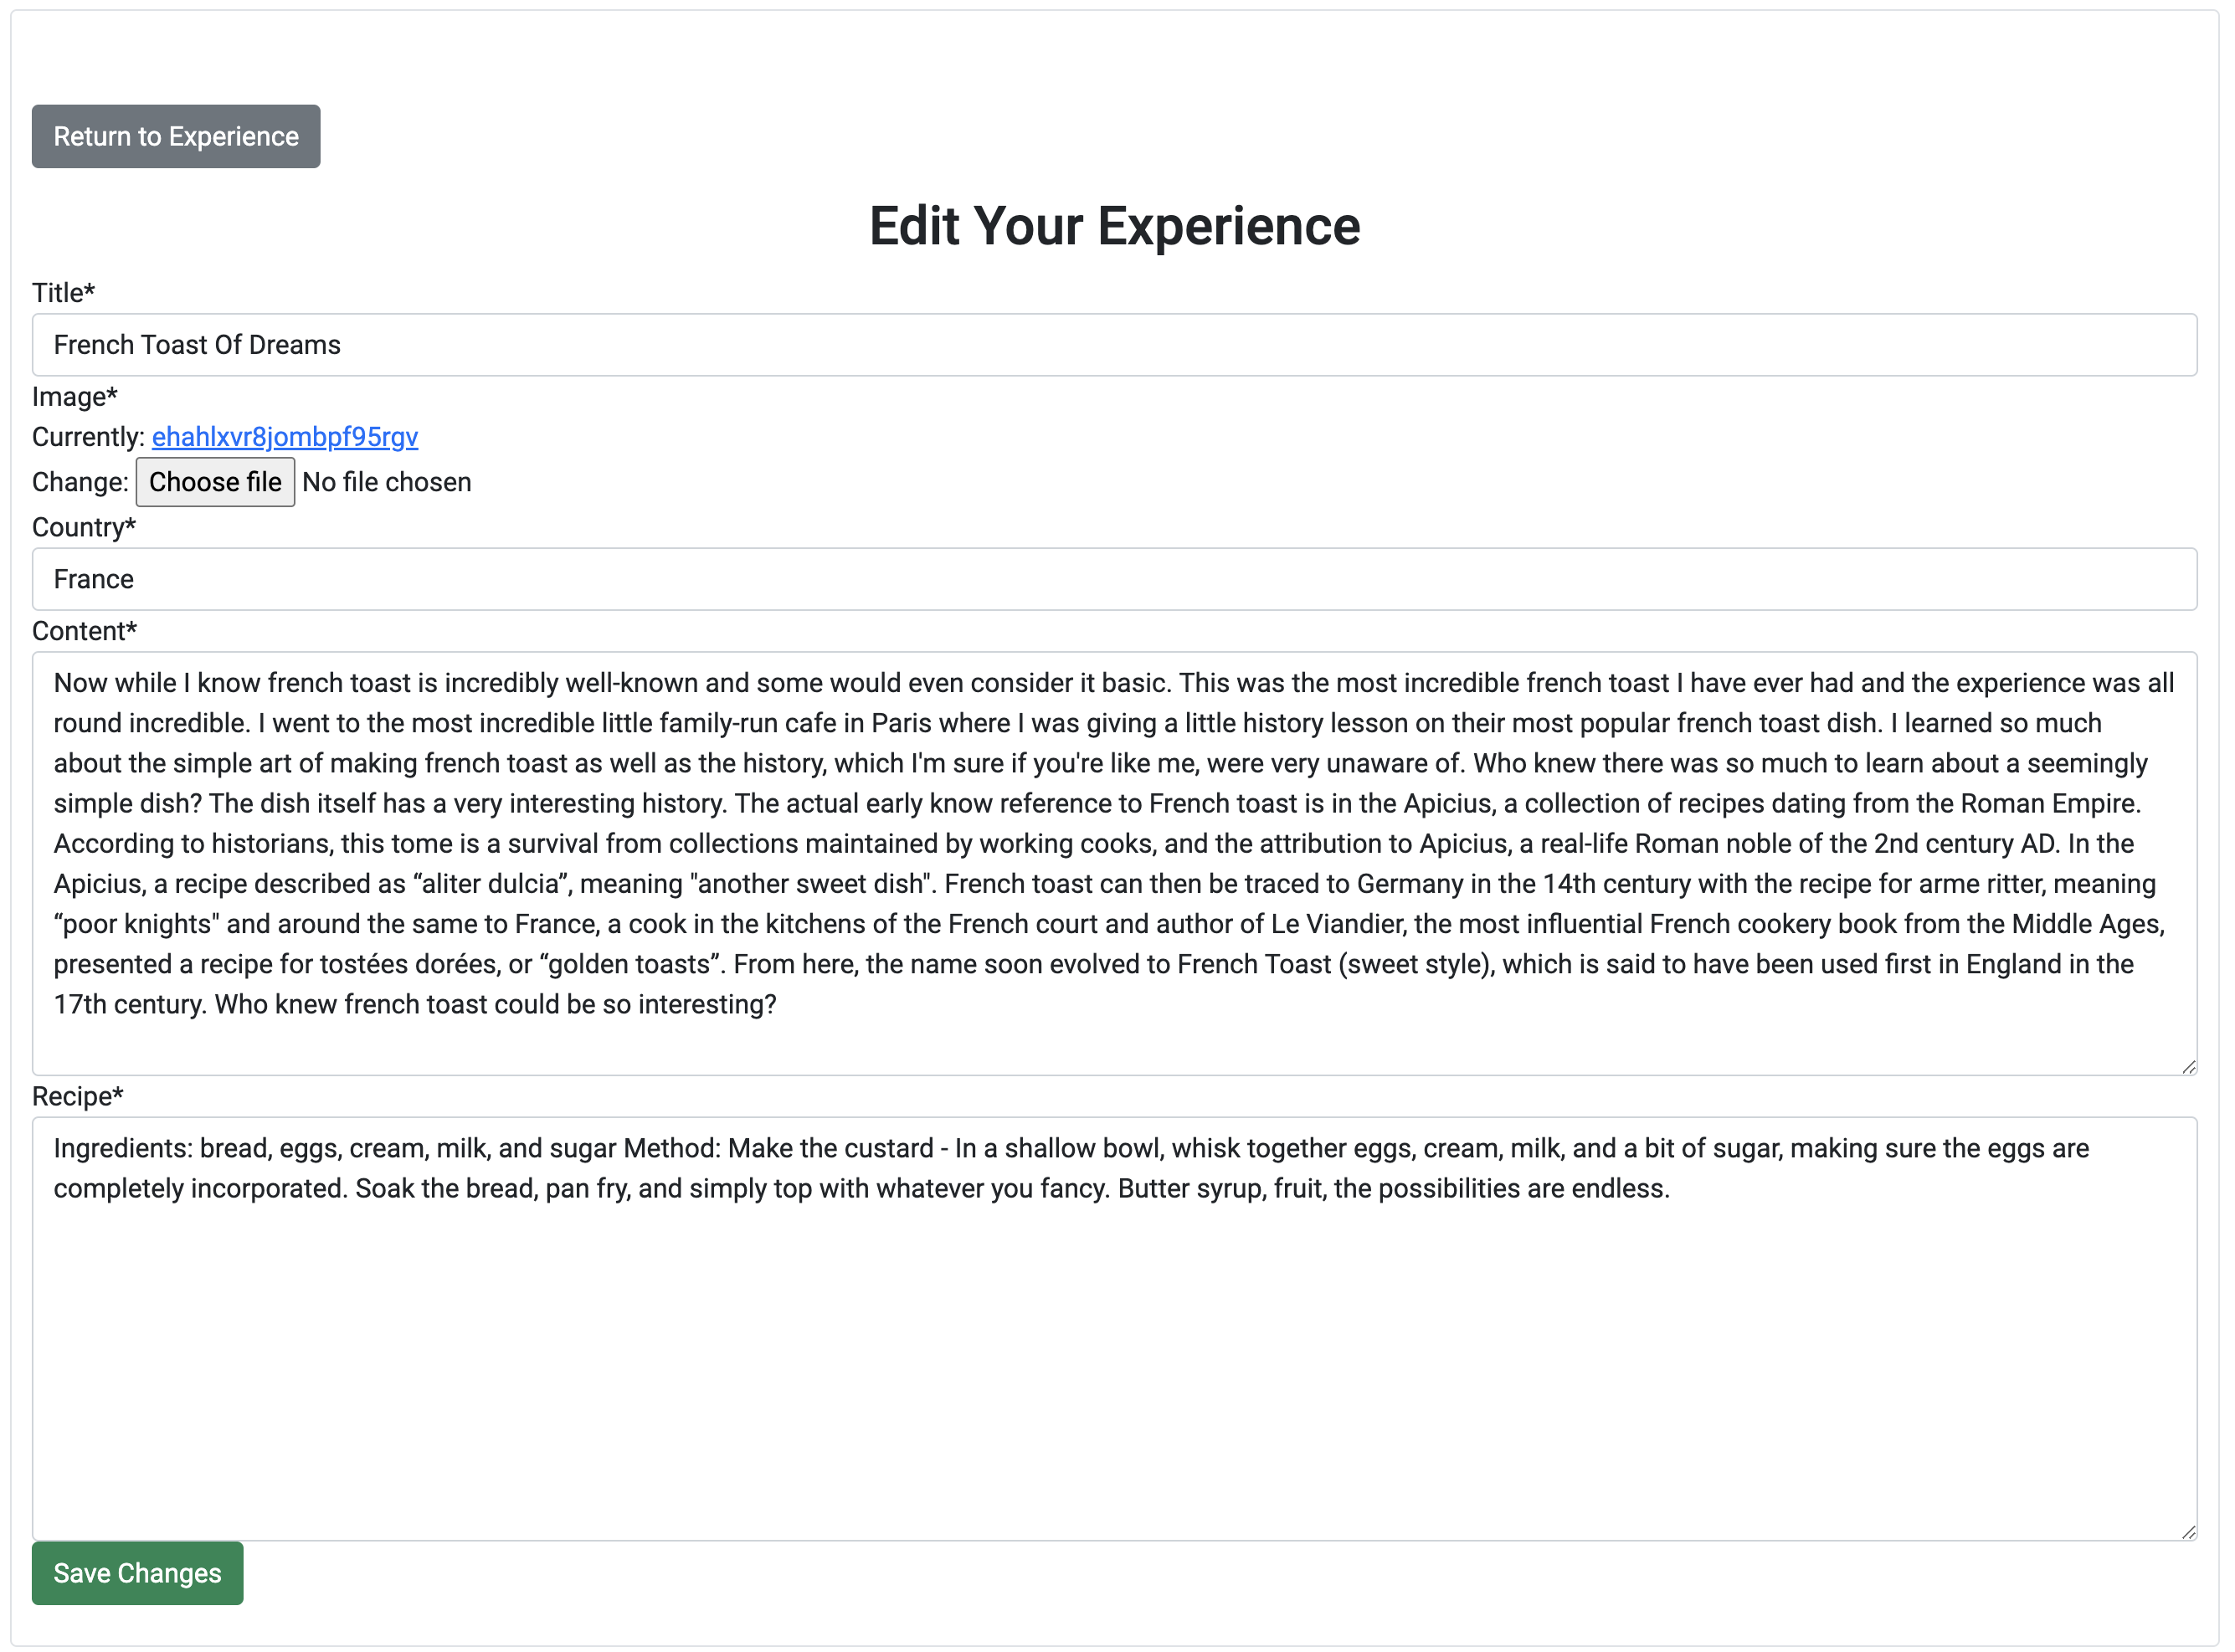 Return to Experience
Edit Your Experience
Title*
French Toast Of Dreams
Image*
Currently: ehahlxvr8jombpf95rgv
Change: Choose file No file chosen
Country*
France
Content*
Now while I know french toast is incredibly well-known and some would even consider it basic. This was the most incredible french toast I have ever had and the experience was all
round incredible. I went to the most incredible little family-run cafe in Paris where I was giving a little history lesson on their most popular french toast dish. I learned so much
about the simple art of making french toast as well as the history, which I'm sure if you're like me, were very unaware of. Who knew there was so much to learn about a seemingly
simple dish? The dish itself has a very interesting history. The actual early know reference to French toast is in the Apicius, a collection of recipes dating from the Roman Empire.
According to historians, this tome is a survival from collections maintained by working cooks, and the attribution to Apicius, a real-life Roman noble of the 2nd century AD. In the
Apicius, a recipe described as “aliter dulcia”, meaning "another sweet dish". French toast can then be traced to Germany in the 14th century with the recipe for arme ritter, meaning
“poor knights" and around the same to France, a cook in the kitchens of the French court and author of Le Viandier, the most influential French cookery book from the Middle Ages,
presented a recipe for tostées dorées, or “golden toasts”. From here, the name soon evolved to French Toast (sweet style), which is said to have been used first in England in the
17th century. Who knew french toast could be so interesting?
Recipe*
Ingredients: bread, eggs, cream, milk, and sugar Method: Make the custard - In a shallow bowl, whisk together eggs, cream, milk, and a bit of sugar, making sure the eggs are
completely incorporated. Soak the bread, pan fry, and simply top with whatever you fancy. Butter syrup, fruit, the possibilities are endless.
Save Changes